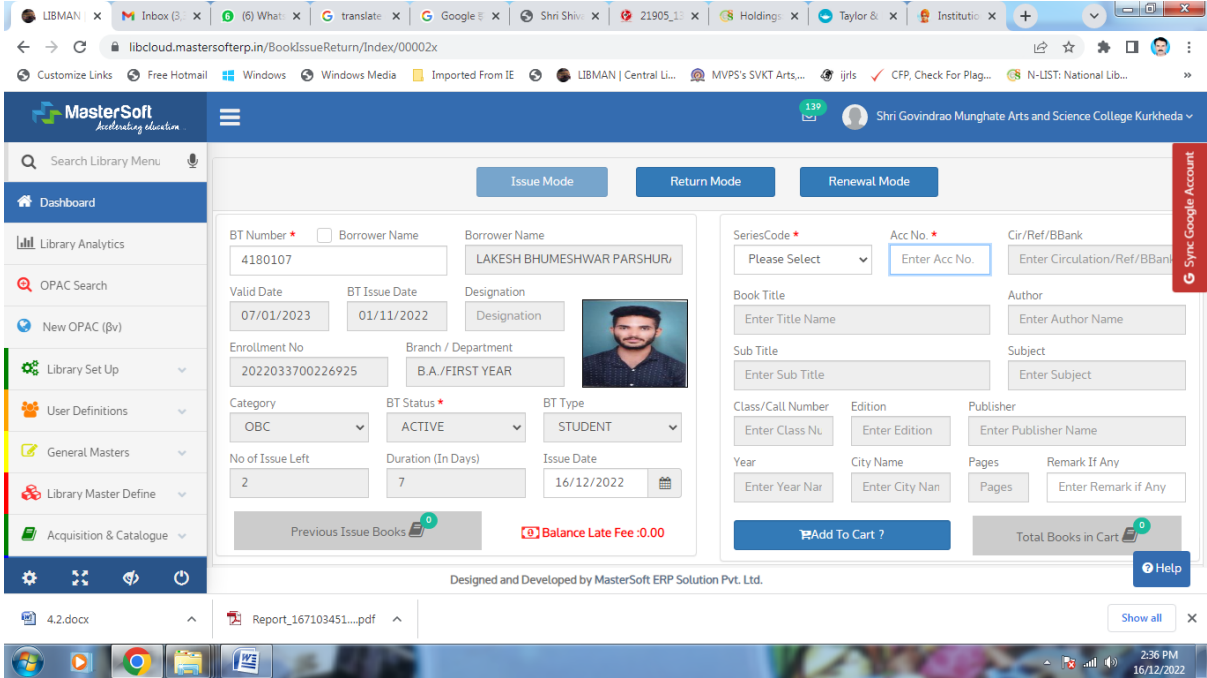 LIBMAN
Inbox (3,
(6) Whats
translate
Google S
Shri Shiv
21905_13
Holdings
Taylor &
Institutio
libcloud.mastersofterp.in/BookIssueReturn/Index/00002x
Customize Links Free Hotmail Windows Windows Media Imported From IE LIBMAN | Central Li... MVPS's SVKT Arts,... ijrls CFP, Check For Plag... N-LIST: National Lib... »
MasterSoft
Accelerating education
139
Shri Govindrao Munghate Arts and Science College Kurkheda
Search Library Menu
Dashboard
Library Analytics
OPAC Search
New OPAC (βv)
Library Set Up
User Definitions
General Masters
Library Master Define
Acquisition & Catalogue
Issue Mode Return Mode Renewal Mode
Sync Google Account
BT Number * Borrower Name Borrower Name
4180107 LAKESH BHUMESHWAR PARSHUR
Valid Date BT Issue Date Designation
07/01/2023 01/11/2022 Designation
Enrollment No Branch / Department
2022033700226925 B.A./FIRST YEAR
Category BT Status * BT Type
OBC ACTIVE STUDENT
No of Issue Left Duration (In Days) Issue Date
2 7 16/12/2022
Previous Issue Books 0 Balance Late Fee :0.00
SeriesCode * Acc No. * Cir/Ref/BBank
Please Select Enter Acc No. Enter Circulation/Ref/BBank
Book Title Author
Enter Title Name Enter Author Name
Sub Title Subject
Enter Sub Title Enter Subject
Class/Call Number Edition Publisher
Enter Class Nu Enter Edition Enter Publisher Name
Year City Name Pages Remark If Any
Enter Year Nar Enter City Nan Pages Enter Remark if Any
Add To Cart ? Total Books in Cart 0
Help
Designed and Developed by MasterSoft ERP Solution Pvt. Ltd.
4.2.docx Report_167103451....pdf Show all
2:36 PM
16/12/2022